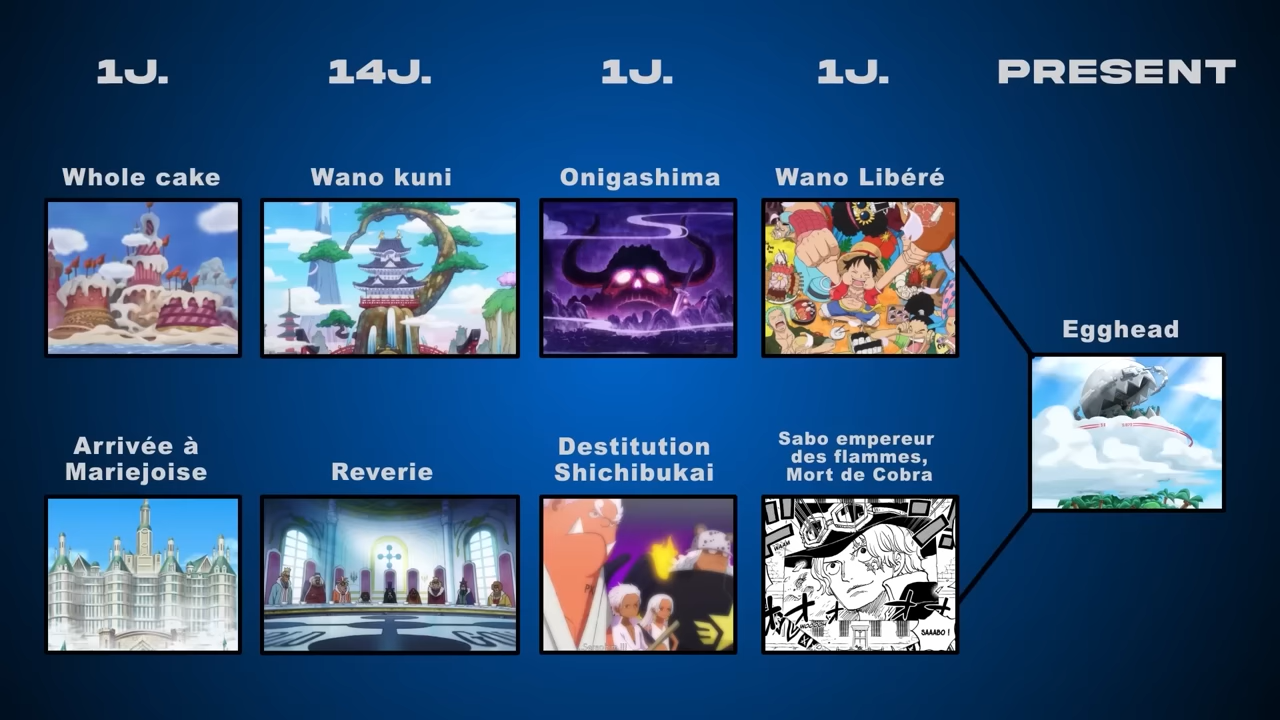 1J.
14J.
1J.
1J.
PRESENT
Whole cake
Wano kuni
Onigashima
Wano Libéré
Egghead
Arrivée à
Mariejoise
Reverie
Destitution
Shichibukai
Sabo empereur
des flammes,
Mort de Cobra
SAAABO !